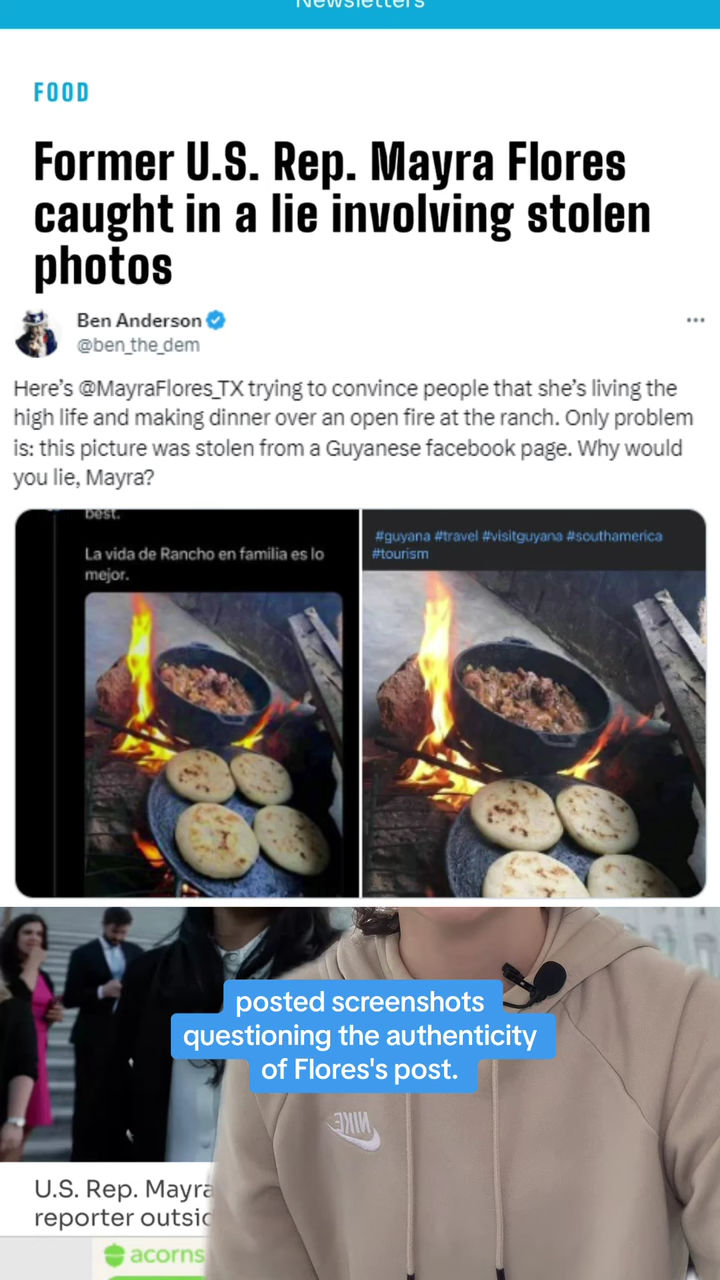 Newsletters
FOOD
Former U.S. Rep. Mayra Flores
caught in a lie involving stolen
photos
Ben Anderson
@ben_the_dem
Here's @MayraFlores_TX trying to convince people that she's living the
high life and making dinner over an open fire at the ranch. Only problem
is: this picture was stolen from a Guyanese facebook page. Why would
you lie, Mayra?
best.
La vida de Rancho en familia es lo
mejor.
#guyana #travel #visitguyana #southamerica
#tourism
posted screenshots
questioning the authenticity
of Flores's post.
NIKE
U.S. Rep. Mayra
reporter outsid
acorns